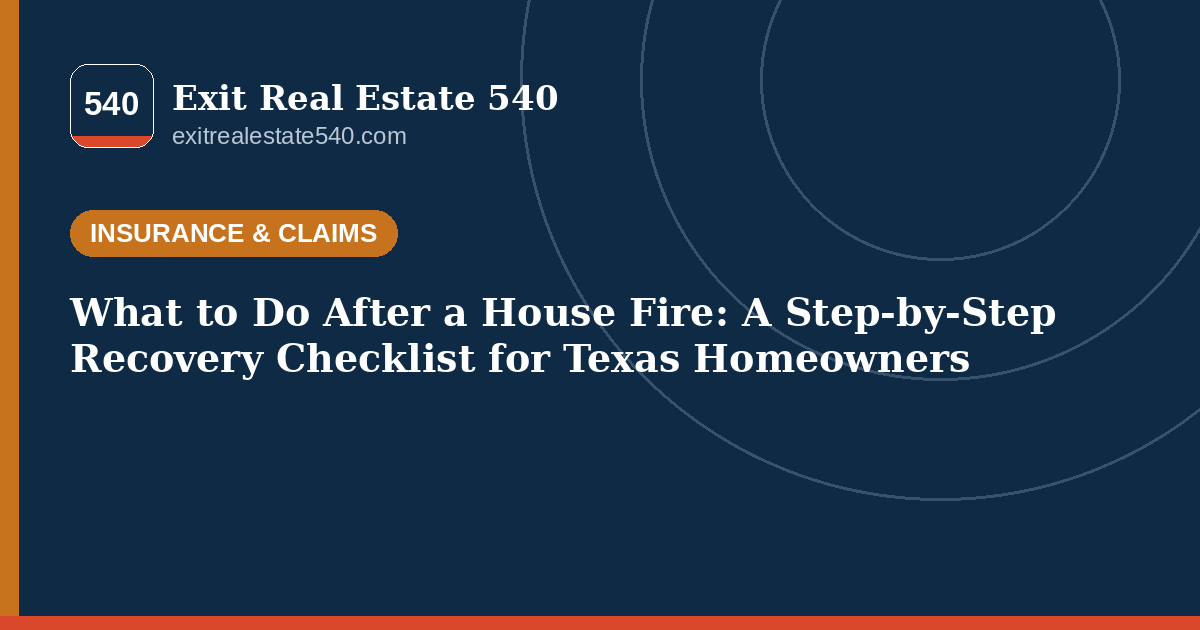 540
Exit Real Estate 540
exitrealestate540.com
INSURANCE & CLAIMS
What to Do After a House Fire: A Step-by-Step
Recovery Checklist for Texas Homeowners